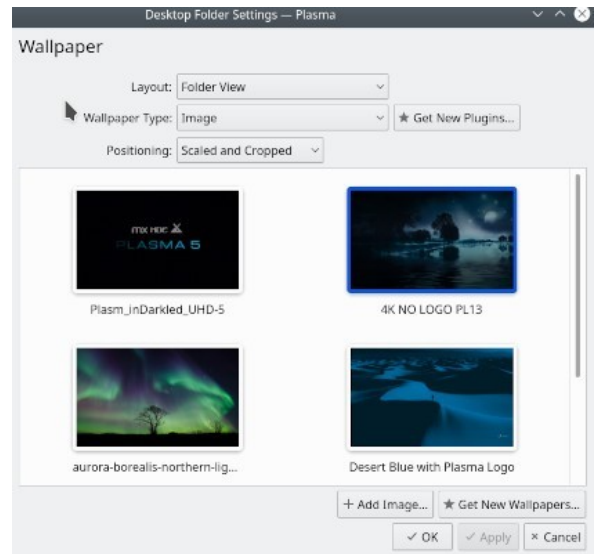 Desktop Folder Settings — Plasma
Wallpaper
Layout: Folder View
Wallpaper Type: Image ★ Get New Plugins...
Positioning: Scaled and Cropped
mx KDE
PLASMA 5
Plasm_inDarkled_UHD-5 4K NO LOGO PL13
aurora-borealis-northern-lig... Desert Blue with Plasma Logo
+ Add Image... ★ Get New Wallpapers...
✓ OK ✓ Apply × Cancel